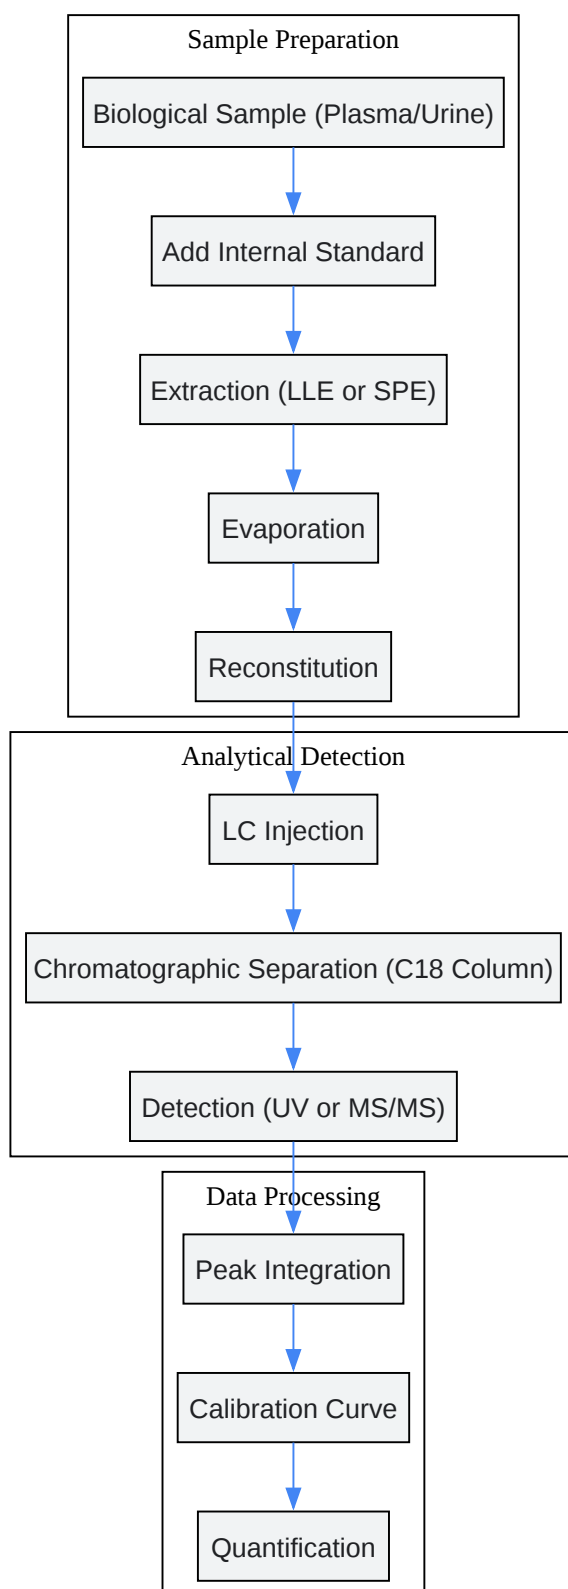 Sample Preparation
Biological Sample (Plasma/Urine)
Add Internal Standard
Extraction (LLE or SPE)
Evaporation
Reconstitution
Analytical Detection
LC Injection
Chromatographic Separation (C18 Column)
Detection (UV or MS/MS)
Data Processing
Peak Integration
Calibration Curve
Quantification